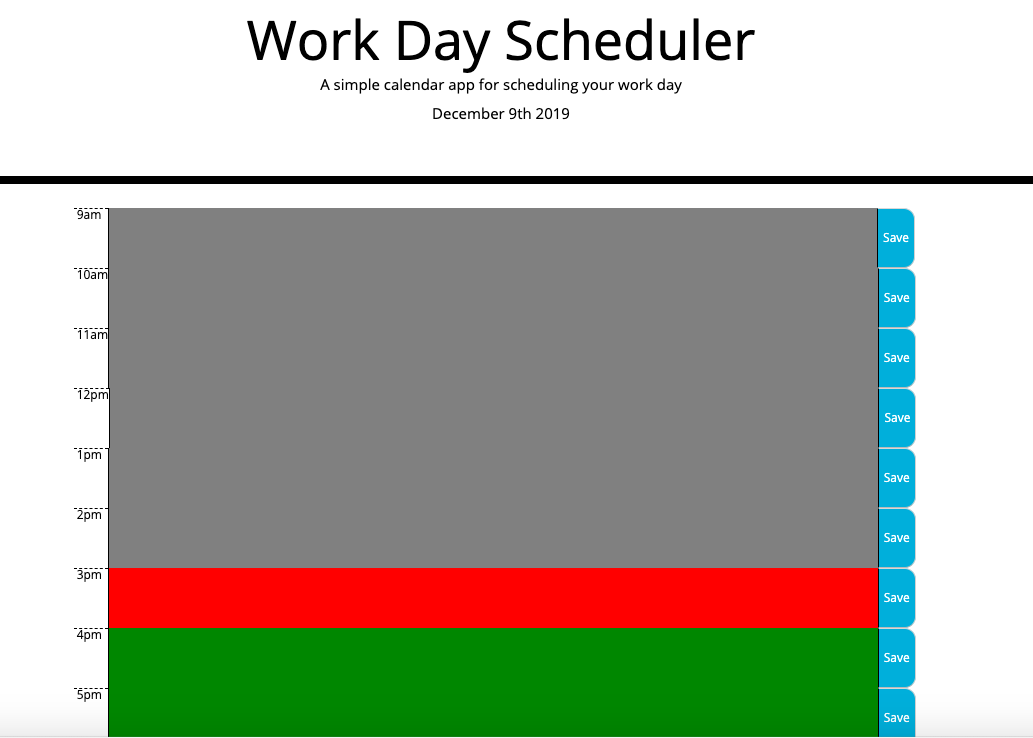 Work Day Scheduler
A simple calendar app for scheduling your work day
December 9th 2019
9am Save
10am Save
11am Save
12pm Save
1pm Save
2pm Save
3pm Save
4pm Save
5pm Save